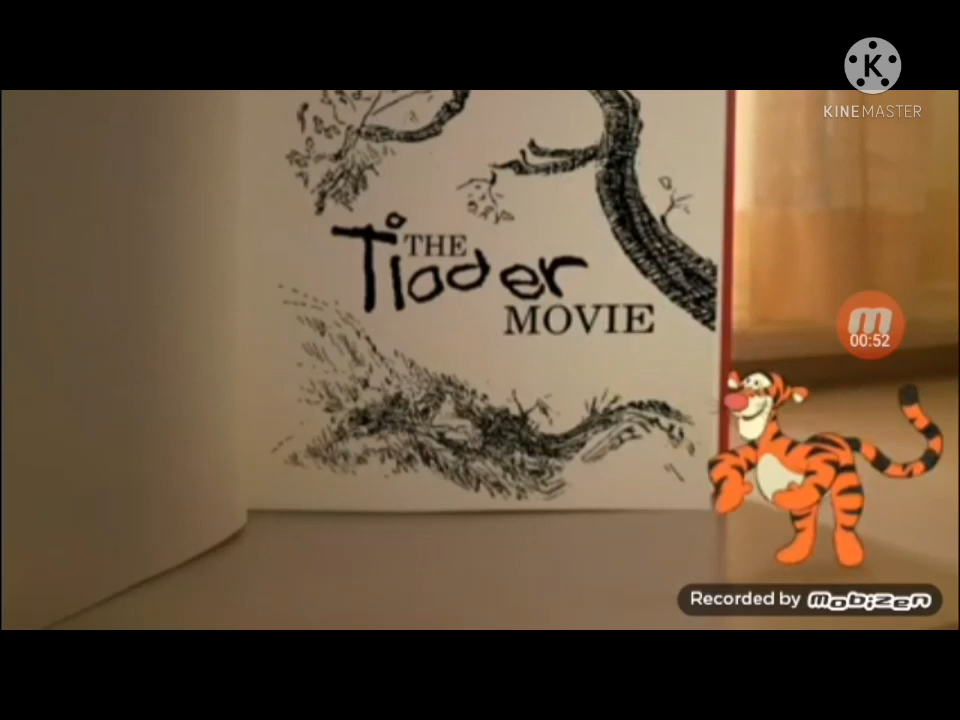 K
KINEMASTER
THE
Tigger
MOVIE
m
00:52
Recorded by mobizen